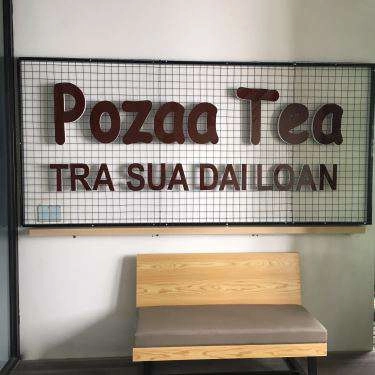 Pozaa Tea
TRA SUA DAI LOAN